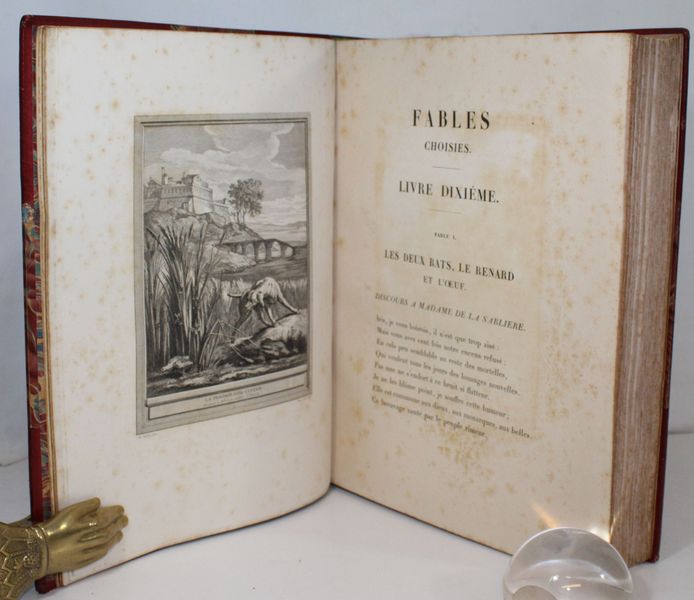 FABLES
CHOISIES.
LIVRE DIXIÉME.
FABLE I.
LES DEUX RATS, LE RENARD
ET L'ŒUF.
DISCOURS A MADAME DE LA SABLIERE.
Iris, je vous loûrois, il n'est que trop aisé:
Mais vous avez cent fois notre encens refusé:
En cela peu semblable au reste des mortelles,
Qui veulent tous les jours des louanges nouvelles.
Pas une ne s'endort à ce bruit si flatteur.
Je ne les blâme point; je souffre cette humeur;
Elle est commune aux dieux, aux monarques, aux belles.
Ce breuvage vanté par le peuple rimeur,